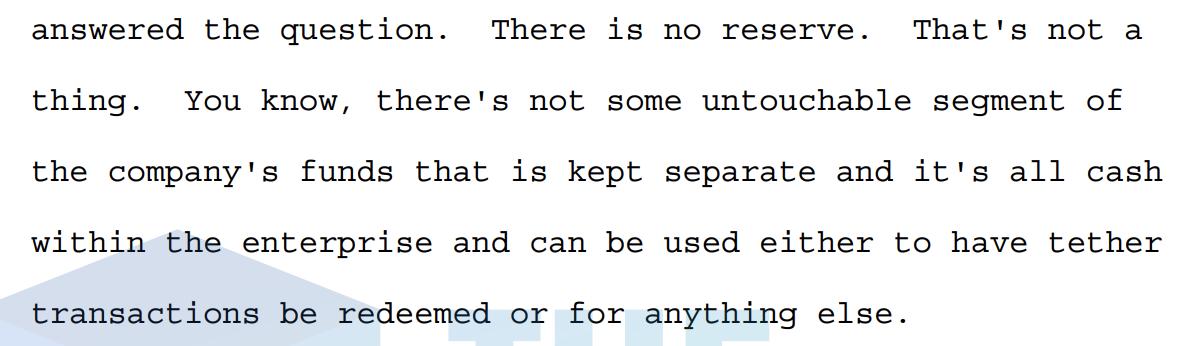 answered the question.  There is no reserve.  That's not a
thing.  You know, there's not some untouchable segment of
the company's funds that is kept separate and it's all cash
within the enterprise and can be used either to have tether
transactions be redeemed or for anything else.